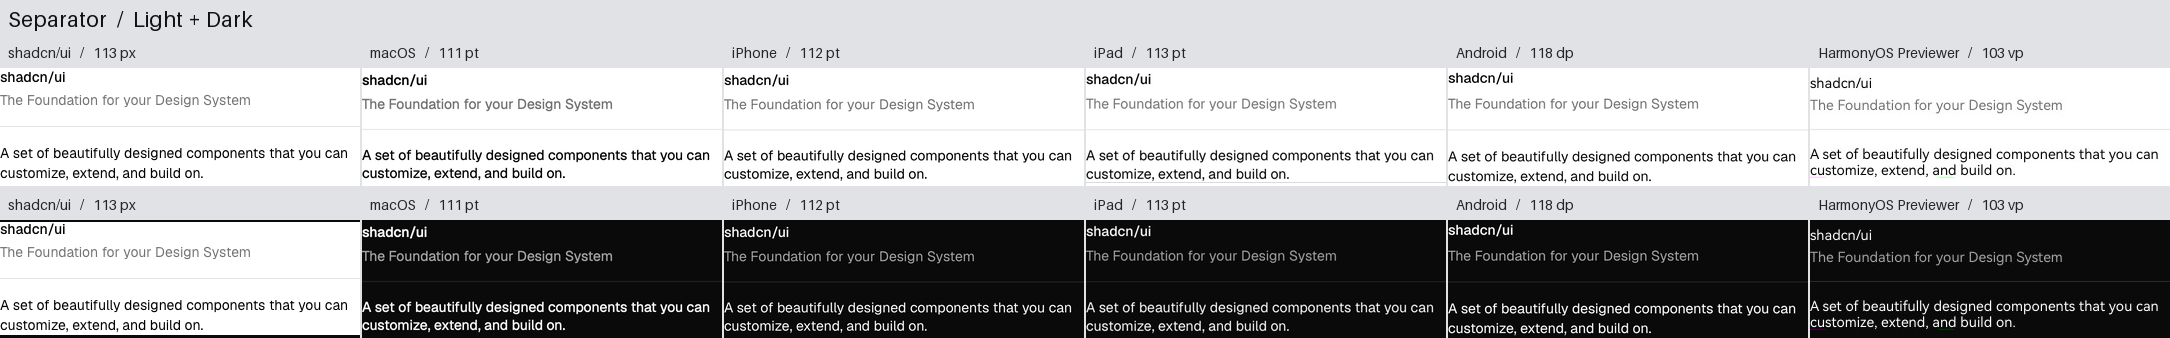 Separator / Light + Dark
shadcn/ui / 113 px
macOS / 111 pt
iPhone / 112 pt
iPad / 113 pt
Android / 118 dp
HarmonyOS Previewer / 103 vp
shadcn/ui
The Foundation for your Design System
A set of beautifully designed components that you can
customize, extend, and build on.
shadcn/ui
The Foundation for your Design System
A set of beautifully designed components that you can
customize, extend, and build on.
shadcn/ui
The Foundation for your Design System
A set of beautifully designed components that you can
customize, extend, and build on.
shadcn/ui
The Foundation for your Design System
A set of beautifully designed components that you can
customize, extend, and build on.
shadcn/ui
The Foundation for your Design System
A set of beautifully designed components that you can
customize, extend, and build on.
shadcn/ui
The Foundation for your Design System
A set of beautifully designed components that you can
customize, extend, and build on.
shadcn/ui / 113 px
macOS / 111 pt
iPhone / 112 pt
iPad / 113 pt
Android / 118 dp
HarmonyOS Previewer / 103 vp
shadcn/ui
The Foundation for your Design System
A set of beautifully designed components that you can
customize, extend, and build on.
shadcn/ui
The Foundation for your Design System
A set of beautifully designed components that you can
customize, extend, and build on.
shadcn/ui
The Foundation for your Design System
A set of beautifully designed components that you can
customize, extend, and build on.
shadcn/ui
The Foundation for your Design System
A set of beautifully designed components that you can
customize, extend, and build on.
shadcn/ui
The Foundation for your Design System
A set of beautifully designed components that you can
customize, extend, and build on.
shadcn/ui
The Foundation for your Design System
A set of beautifully designed components that you can
customize, extend, and build on.